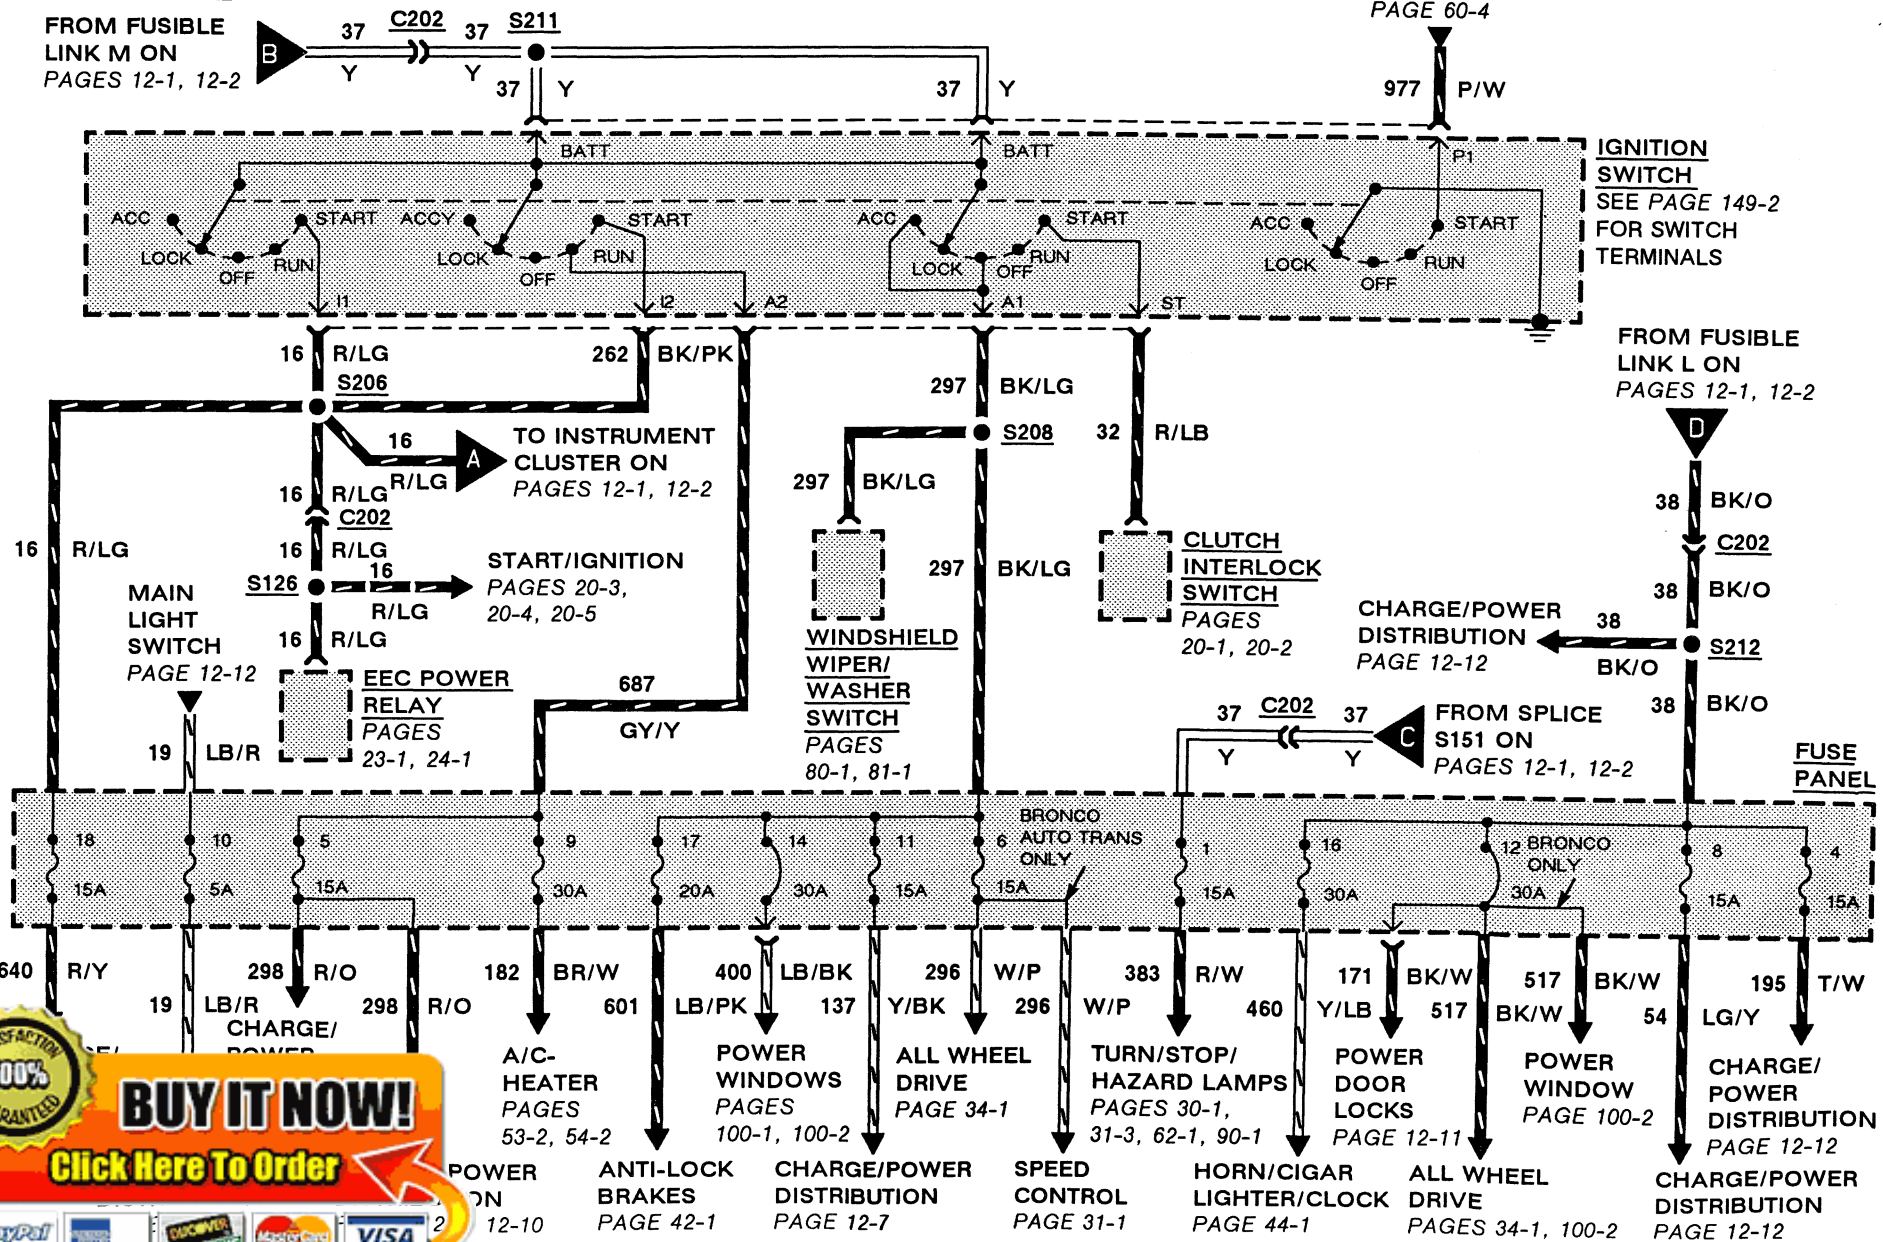 FROM FUSIBLE
LINK M ON
PAGES 12-1, 12-2
B
37
C202
37
S211
Y
Y
37
Y
37
Y
PAGE 60-4
977
P/W
BATT
BATT
P1
IGNITION
SWITCH
SEE PAGE 149-2
FOR SWITCH
TERMINALS
ACC
LOCK
OFF
RUN
START
ACCY
LOCK
OFF
RUN
START
ACC
LOCK
OFF
RUN
START
ACC
LOCK
OFF
RUN
START
I1
I2
A2
A1
ST
16
R/LG
262
BK/PK
S206
16
A
R/LG
TO INSTRUMENT
CLUSTER ON
PAGES 12-1, 12-2
297
BK/LG
S208
32
R/LB
297
BK/LG
FROM FUSIBLE
LINK L ON
PAGES 12-1, 12-2
D
38
BK/O
C202
38
BK/O
16
R/LG
C202
16
R/LG
16
R/LG
S126
16
R/LG
START/IGNITION
PAGES 20-3,
20-4, 20-5
16
R/LG
297
BK/LG
CLUTCH
INTERLOCK
SWITCH
PAGES
20-1, 20-2
CHARGE/POWER
DISTRIBUTION
PAGE 12-12
38
BK/O
S212
38
BK/O
MAIN
LIGHT
SWITCH
PAGE 12-12
19
LB/R
EEC POWER
RELAY
PAGES
23-1, 24-1
687
GY/Y
WINDSHIELD
WIPER/
WASHER
SWITCH
PAGES
80-1, 81-1
37
C202
37
Y
Y
C
FROM SPLICE
S151 ON
PAGES 12-1, 12-2
FUSE
PANEL
18
15A
10
5A
5
15A
9
30A
17
20A
14
30A
11
15A
6
15A
BRONCO
AUTO TRANS
ONLY
1
15A
16
30A
12
30A
BRONCO
ONLY
8
15A
4
15A
640
R/Y
19
LB/R
298
R/O
298
R/O
182
BR/W
601
LB/PK
400
LB/BK
137
Y/BK
296
W/P
296
W/P
383
R/W
460
Y/LB
171
BK/W
517
BK/W
517
BK/W
54
LG/Y
195
T/W
CHARGE/
POWER
A/C-
HEATER
PAGES
53-2, 54-2
POWER
WINDOWS
PAGES
100-1, 100-2
ALL WHEEL
DRIVE
PAGE 34-1
TURN/STOP/
HAZARD LAMPS
PAGES 30-1,
31-3, 62-1, 90-1
POWER
DOOR
LOCKS
PAGE 12-11
POWER
WINDOW
PAGE 100-2
CHARGE/
POWER
DISTRIBUTION
PAGE 12-12
POWER
ON
12-10
ANTI-LOCK
BRAKES
PAGE 42-1
CHARGE/POWER
DISTRIBUTION
PAGE 12-7
SPEED
CONTROL
PAGE 31-1
HORN/CIGAR
LIGHTER/CLOCK
PAGE 44-1
ALL WHEEL
DRIVE
PAGES 34-1, 100-2
CHARGE/POWER
DISTRIBUTION
PAGE 12-12
00%
BUY IT NOW!
Click Here To Order
DISCOVER
MasterCard
VISA